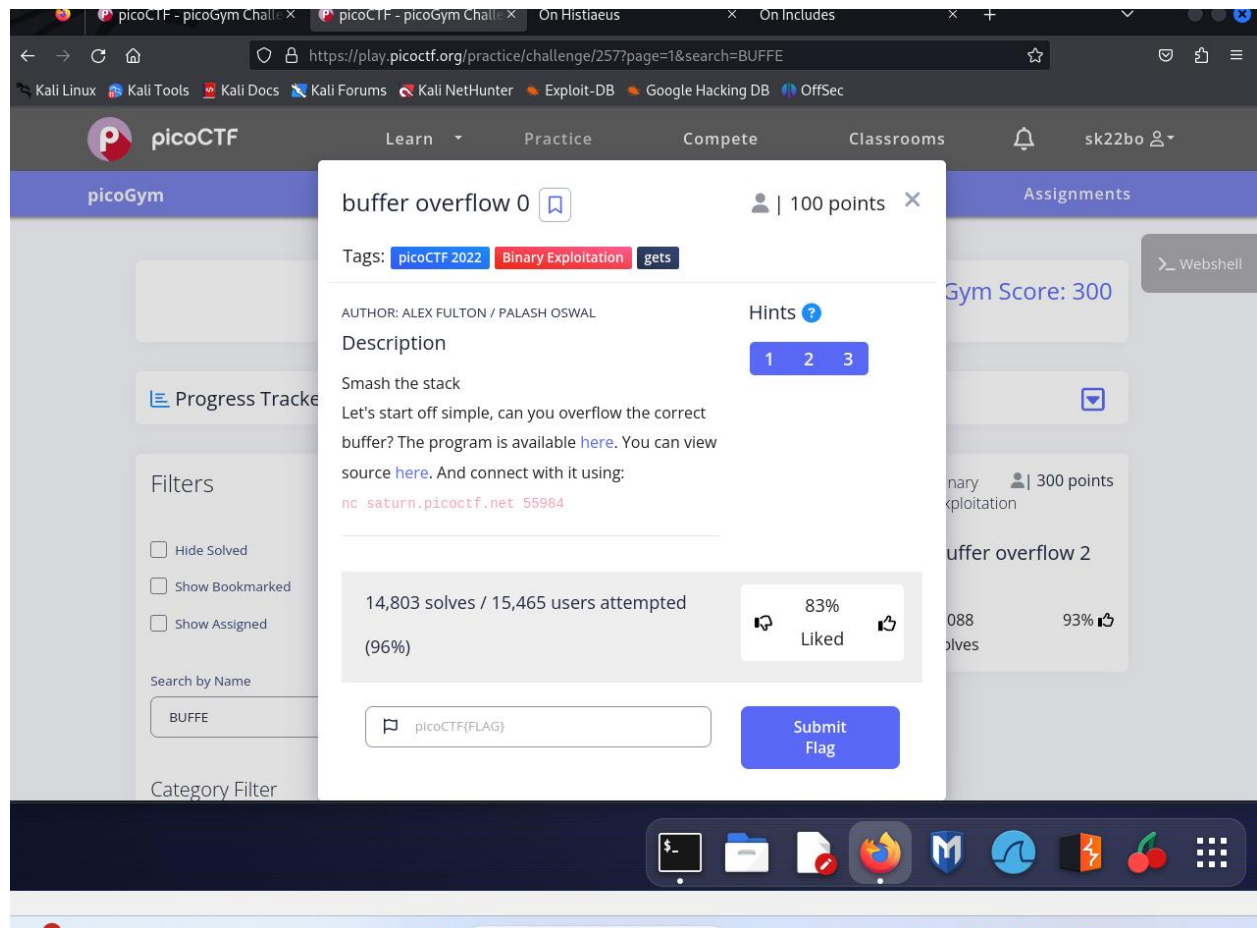 picoCTF - picoGym Challe × picoCTF - picoGym Challe × On Histiaeus × On Includes × +
https://play.picoctf.org/practice/challenge/257?page=1&search=BUFFE
Kali Linux Kali Tools Kali Docs Kali Forums Kali NetHunter Exploit-DB Google Hacking DB OffSec
picoCTF Learn Practice Compete Classrooms sk22bo
picoGym Assignments
buffer overflow 0 | 100 points ×
Tags: picoCTF 2022 Binary Exploitation gets
>_ Webshell
Gym Score: 300
AUTHOR: ALEX FULTON / PALASH OSWAL
Hints ?
Description
1 2 3
Smash the stack
Progress Tracke
Let's start off simple, can you overflow the correct
buffer? The program is available here. You can view
source here. And connect with it using:
nc saturn.picoctf.net 55984
Filters
nary | 300 points
xploitation
Hide Solved
uffer overflow 2
Show Bookmarked
14,803 solves / 15,465 users attempted
(96%)
83%
Liked
Show Assigned
088 93%
olves
Search by Name
BUFFE
picoCTF{FLAG}
Submit
Flag
Category Filter
$_